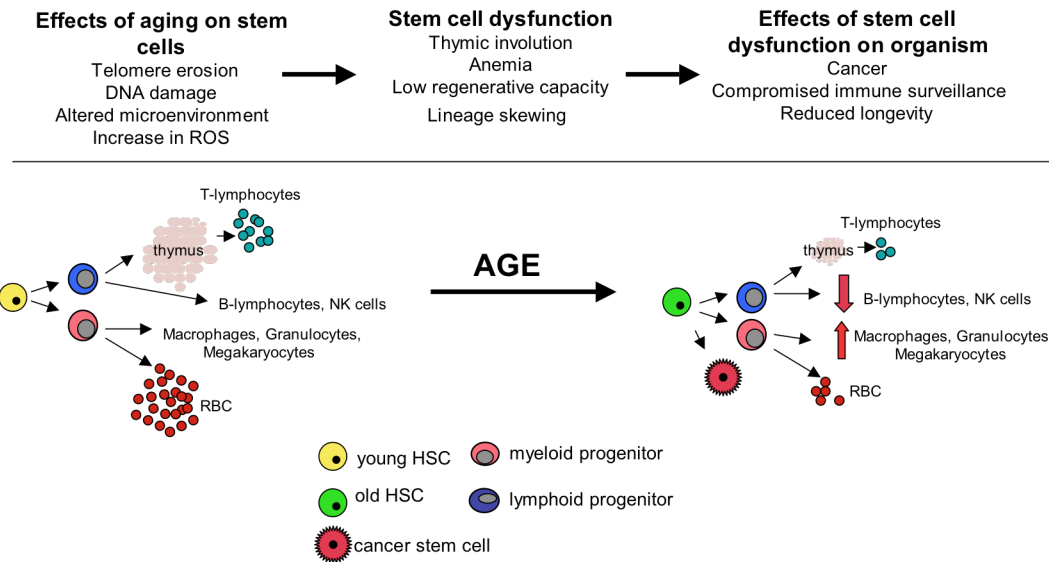 Effects of aging on stem
cells
Telomere erosion
DNA damage
Altered microenvironment
Increase in ROS
Stem cell dysfunction
Thymic involution
Anemia
Low regenerative capacity
Lineage skewing
Effects of stem cell
dysfunction on organism
Cancer
Compromised immune surveillance
Reduced longevity
T-lymphocytes
thymus
B-lymphocytes, NK cells
Macrophages, Granulocytes,
Megakaryocytes
RBC
AGE
T-lymphocytes
thymus
B-lymphocytes, NK cells
Macrophages, Granulocytes
Megakaryocytes
RBC
young HSC
myeloid progenitor
old HSC
lymphoid progenitor
cancer stem cell